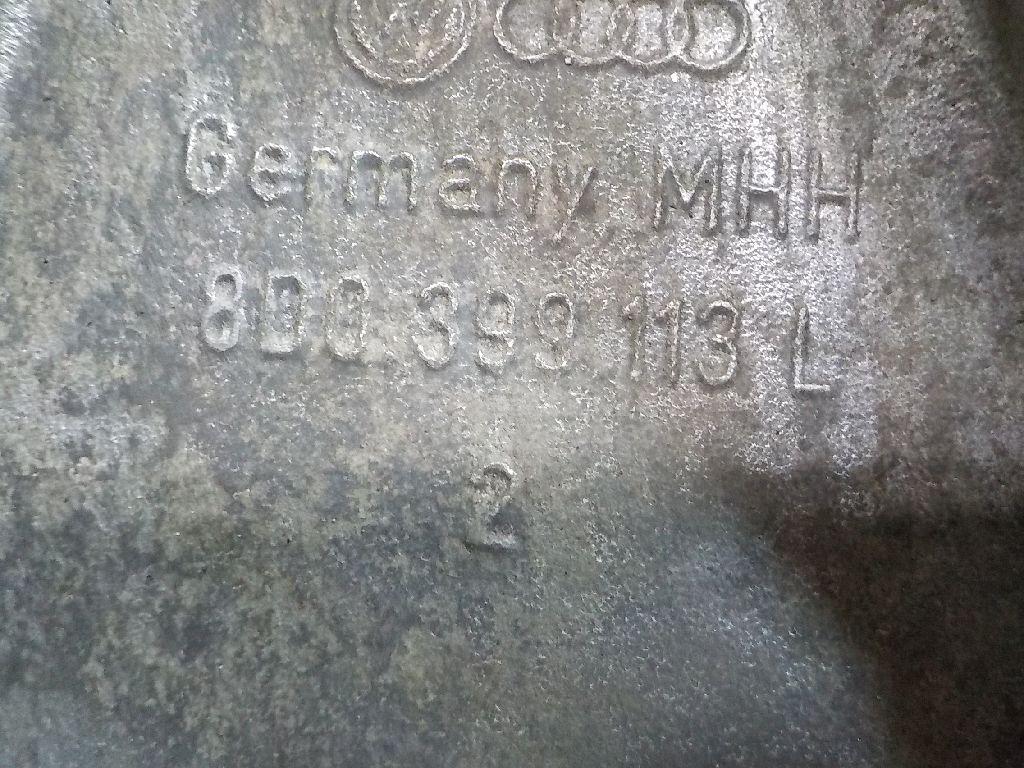 Germany, MHH
8D0.399.113 L
2